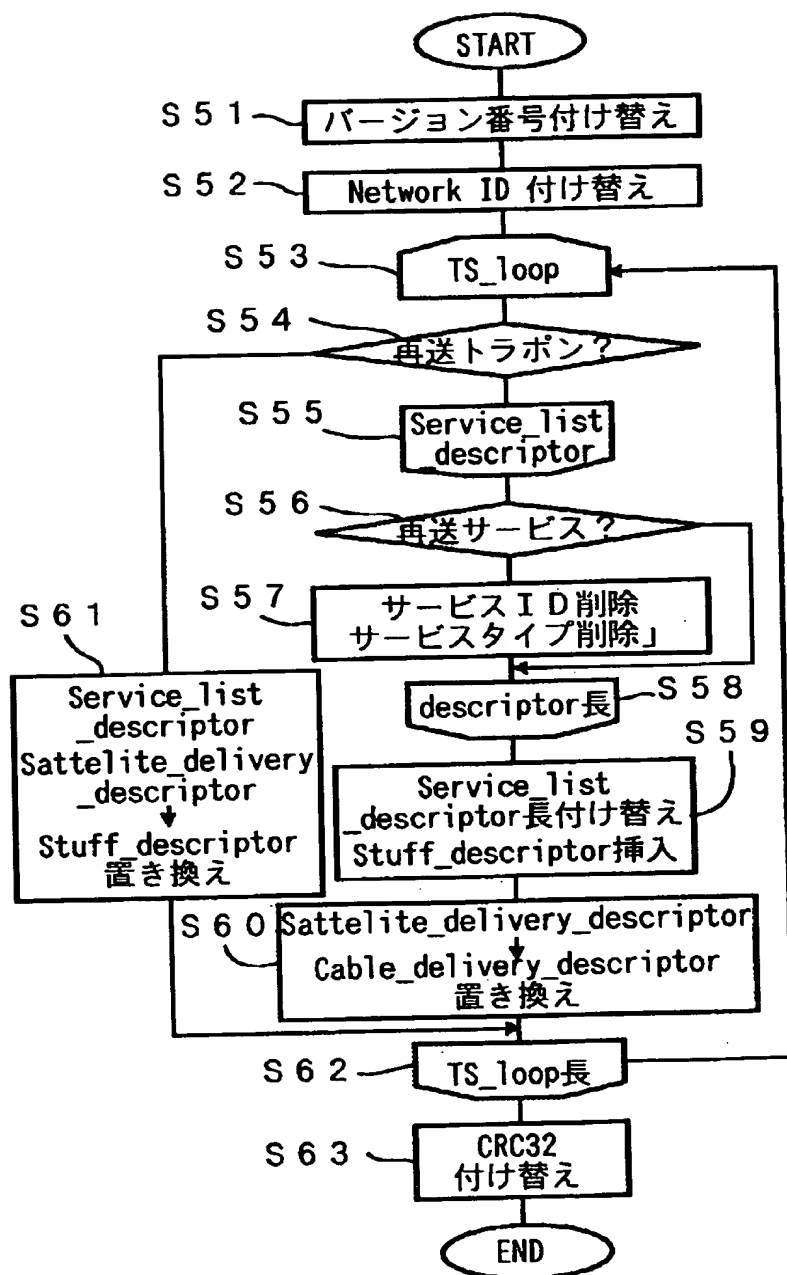 START
S51
バージョン番号付け替え
S52
Network ID 付け替え
S53
TS_loop
S54
再送トラポン?
S55
Service_list
_descriptor
S56
再送サービス?
S57
サービスID削除
サービスタイプ削除」
S61
Service_list
_descriptor
Sattelite_delivery
_descriptor
Stuff_descriptor
置き換え
descriptor長
S58
S59
Service_list
_descriptor長付け替え
Stuff_descriptor挿入
S60
Sattelite_delivery_descriptor
Cable_delivery_descriptor
置き換え
S62
TS_loop長
S63
CRC32
付け替え
END